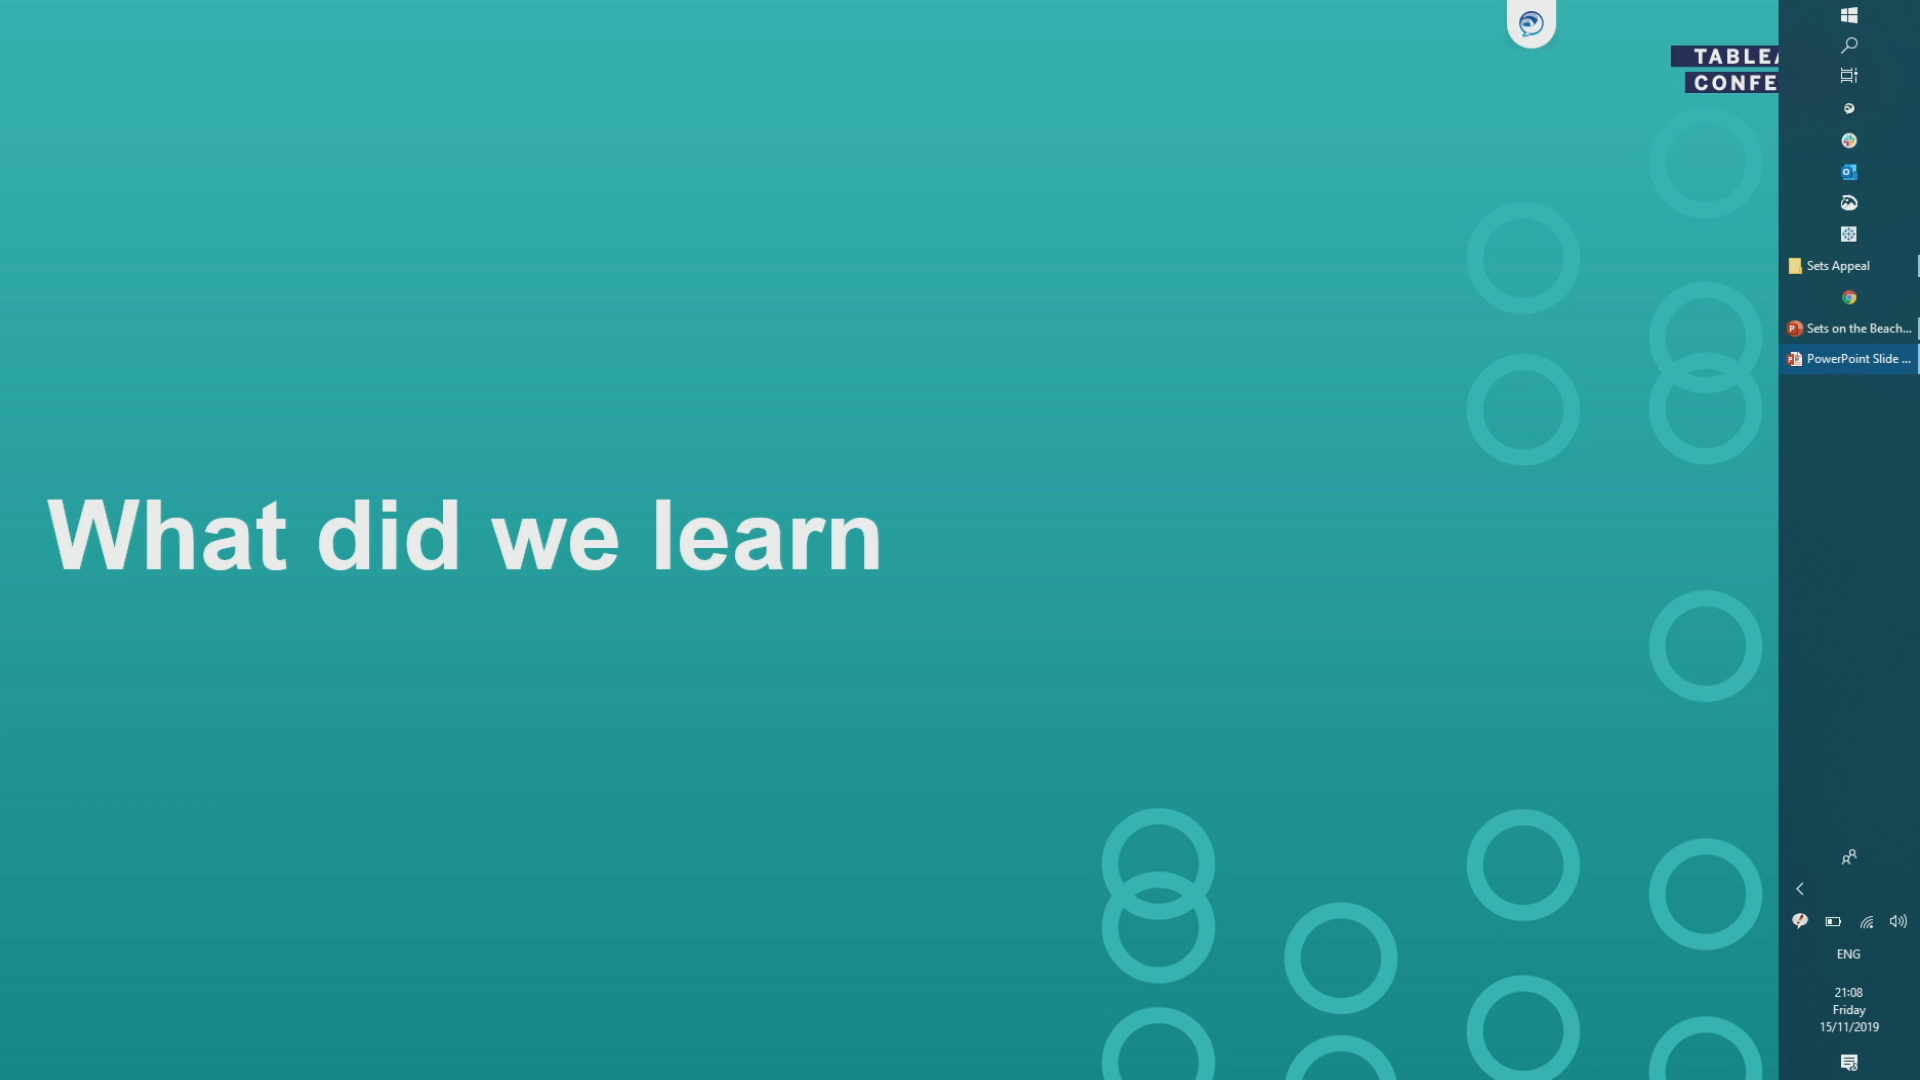 TABLEA
CONFE
What did we learn
Sets Appeal
Sets on the Beach...
PowerPoint Slide ...
ENG
21:08
Friday
15/11/2019